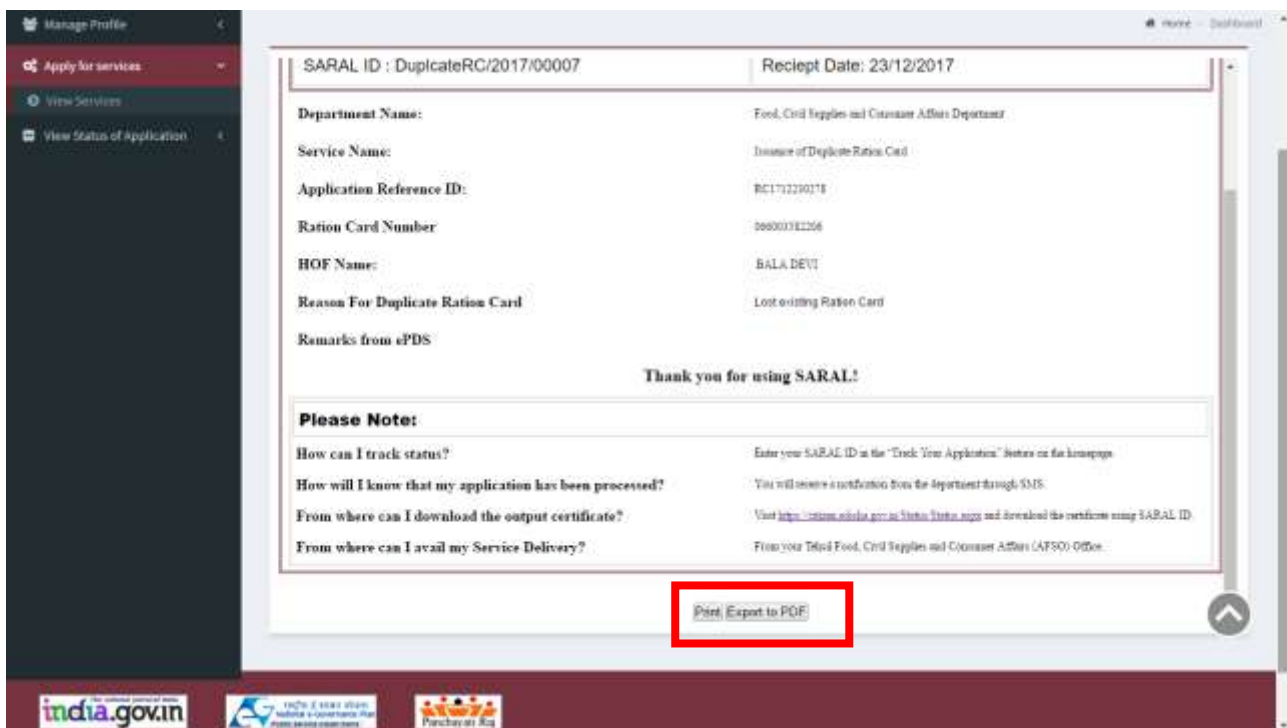 Manage Profile
Home Dashboard
Apply for services
View Services
View Status of Application
SARAL ID : DuplcateRC/2017/00007 Reciept Date: 23/12/2017
Department Name: Food, Civil Supplies and Consumer Affairs Department
Service Name: Issuance of Duplicate Ration Card
Application Reference ID:
Ration Card Number
HOF Name: BALA DEVI
Reason For Duplicate Ration Card Lost existing Ration Card
Remarks from ePDS
Thank you for using SARAL!
Please Note:
How can I track status? Enter your SARAL ID in the "Track Your Application" feature on the homepage.
How will I know that my application has been processed? You will receive a notification from the department through SMS.
From where can I download the output certificate? Visit and download the certificate using SARAL ID
From where can I avail my Service Delivery? From your Tehsil Food, Civil Supplies and Consumer Affairs (AFSO) Office.
Print Export to PDF
india.gov.in
Panchayati Raj